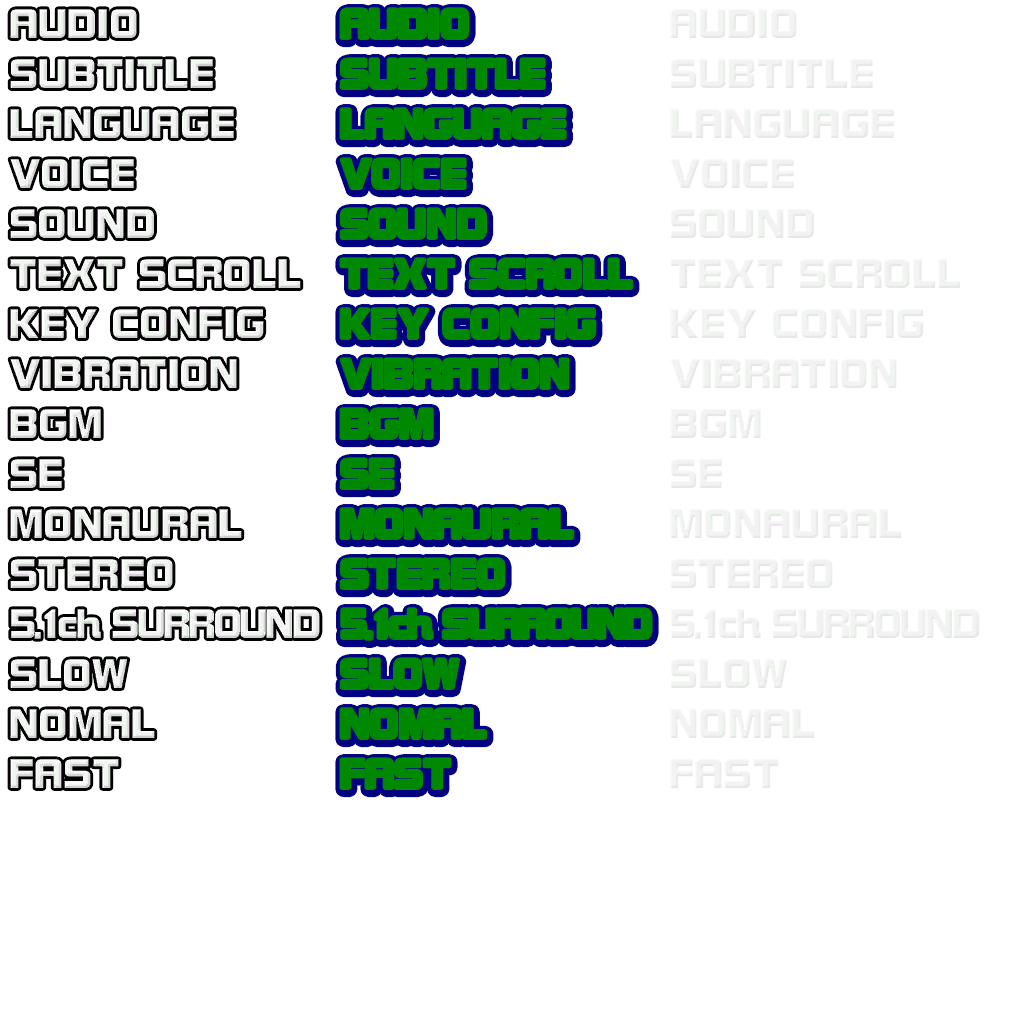 AUDIO AUDIO AUDIO
SUBTITLE SUBTITLE SUBTITLE
LANGUAGE LANGUAGE LANGUAGE
VOICE VOICE VOICE
SOUND SOUND SOUND
TEXT SCROLL TEXT SCROLL TEXT SCROLL
KEY CONFIG KEY CONFIG KEY CONFIG
VIBRATION VIBRATION VIBRATION
BGM BGM BGM
SE SE SE
MONAURAL MONAURAL MONAURAL
STEREO STEREO STEREO
5.1ch SURROUND 5.1ch SURROUND 5.1ch SURROUND
SLOW SLOW SLOW
NOMAL NOMAL NOMAL
FAST FAST FAST